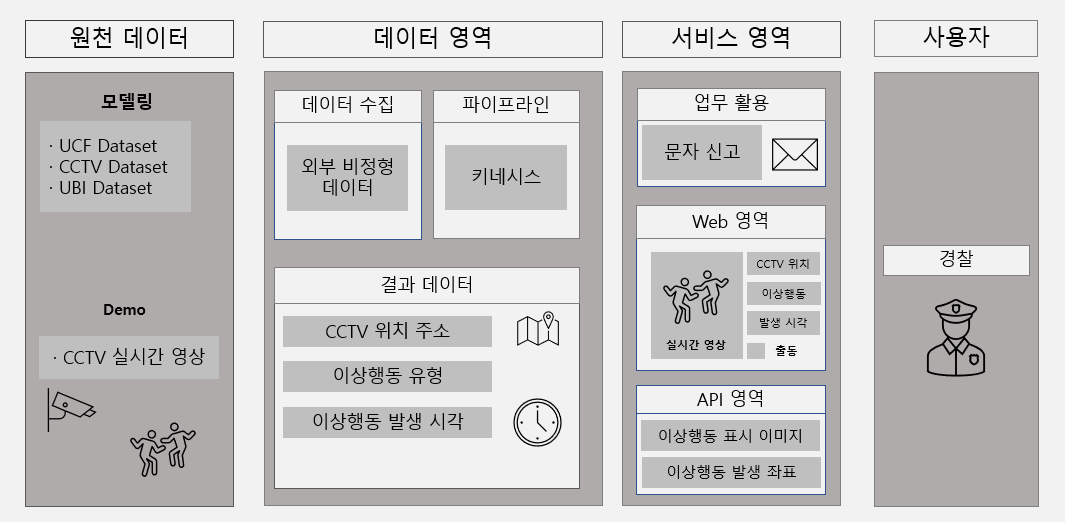 원천 데이터
모델링
· UCF Dataset
· CCTV Dataset
· UBI Dataset
Demo
· CCTV 실시간 영상
데이터 영역
데이터 수집
외부 비정형
데이터
파이프라인
키네시스
결과 데이터
CCTV 위치 주소
이상행동 유형
이상행동 발생 시각
서비스 영역
업무 활용
문자 신고
Web 영역
실시간 영상
CCTV 위치
이상행동
발생 시각
출동
API 영역
이상행동 표시 이미지
이상행동 발생 좌표
사용자
경찰